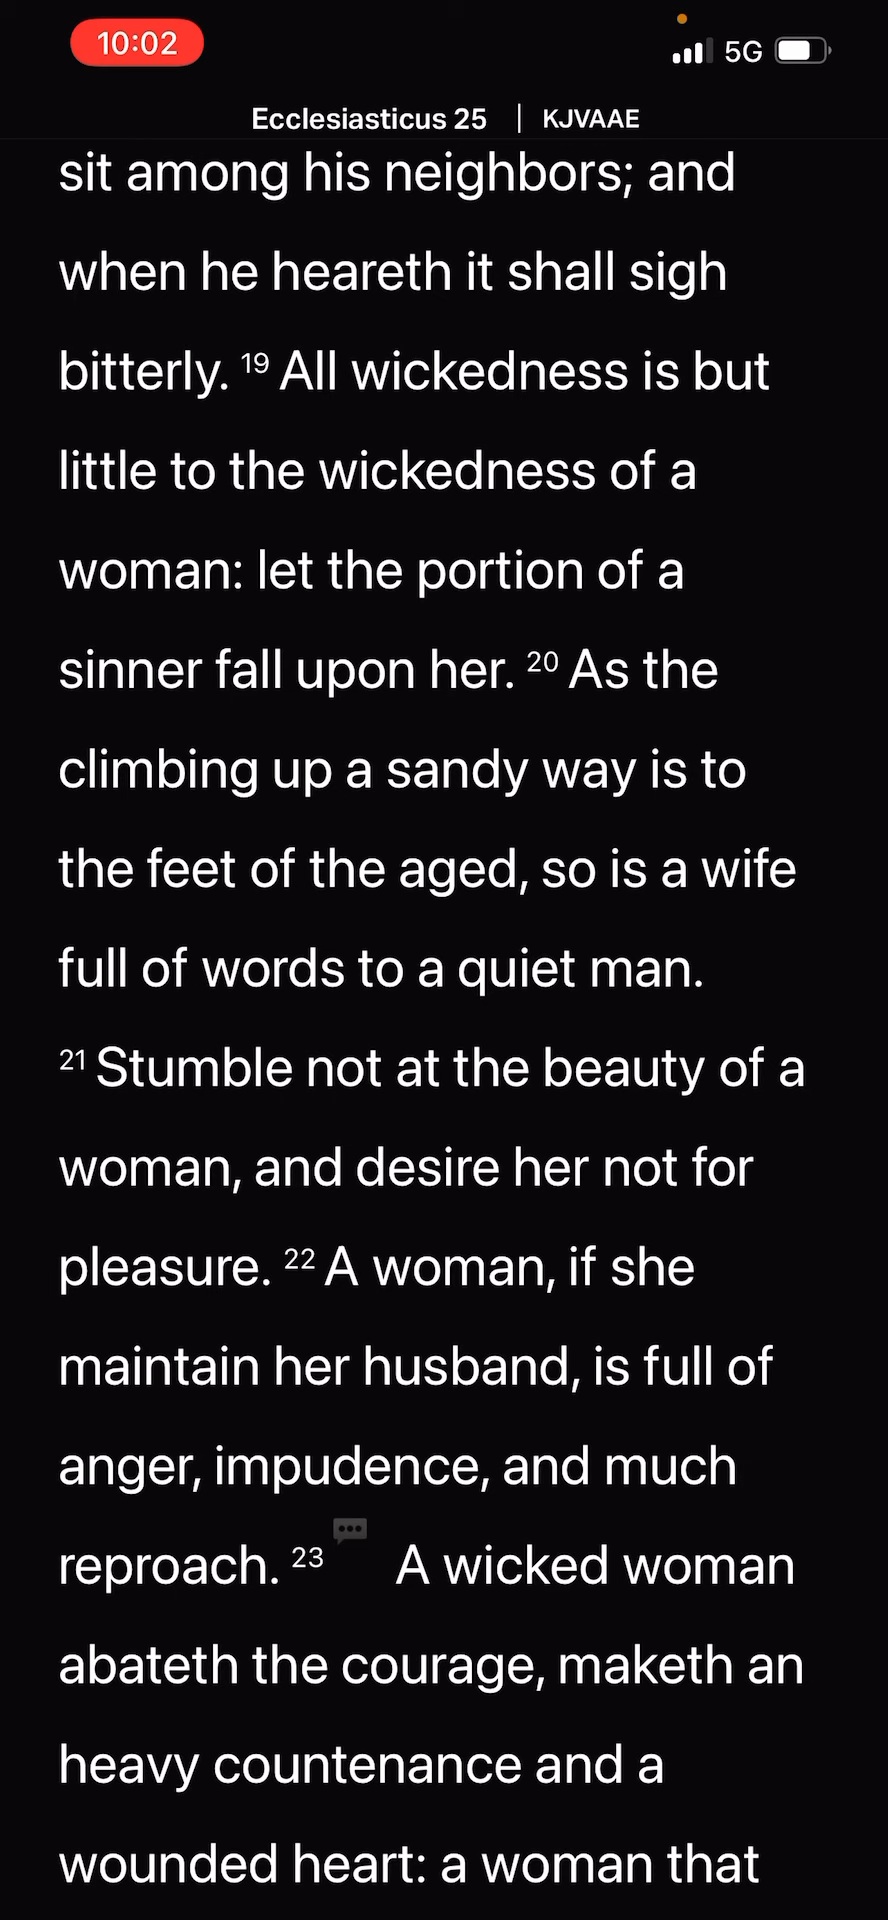 10:02
5G
Ecclesiasticus 25 | KJVAAE
sit among his neighbors; and
when he heareth it shall sigh
bitterly. 19 All wickedness is but
little to the wickedness of a
woman: let the portion of a
sinner fall upon her. 20 As the
climbing up a sandy way is to
the feet of the aged, so is a wife
full of words to a quiet man.
21 Stumble not at the beauty of a
woman, and desire her not for
pleasure. 22 A woman, if she
maintain her husband, is full of
anger, impudence, and much
reproach. 23 A wicked woman
abateth the courage, maketh an
heavy countenance and a
wounded heart: a woman that